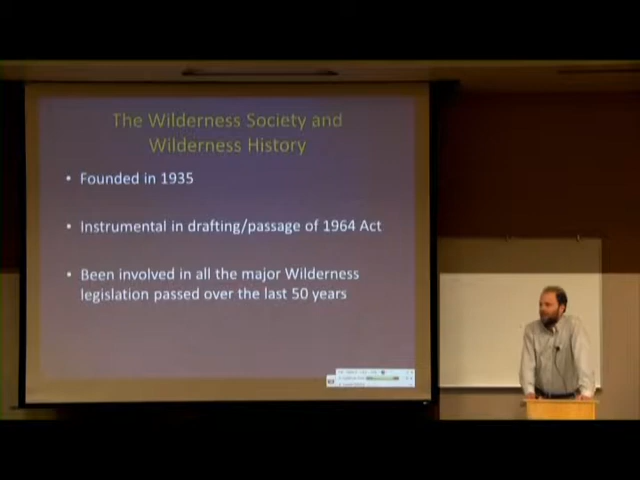 The Wilderness Society and
Wilderness History
• Founded in 1935
• Instrumental in drafting/passage of 1964 Act
• Been involved in all the major Wilderness
legislation passed over the last 50 years